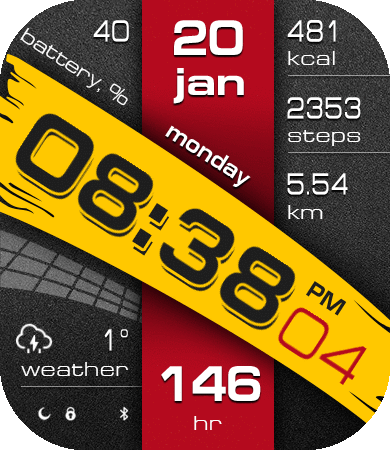 40
battery, %
20
jan
monday
481
kcal
2353
steps
5.54
km
08:38
PM
04
1°
weather
146
hr